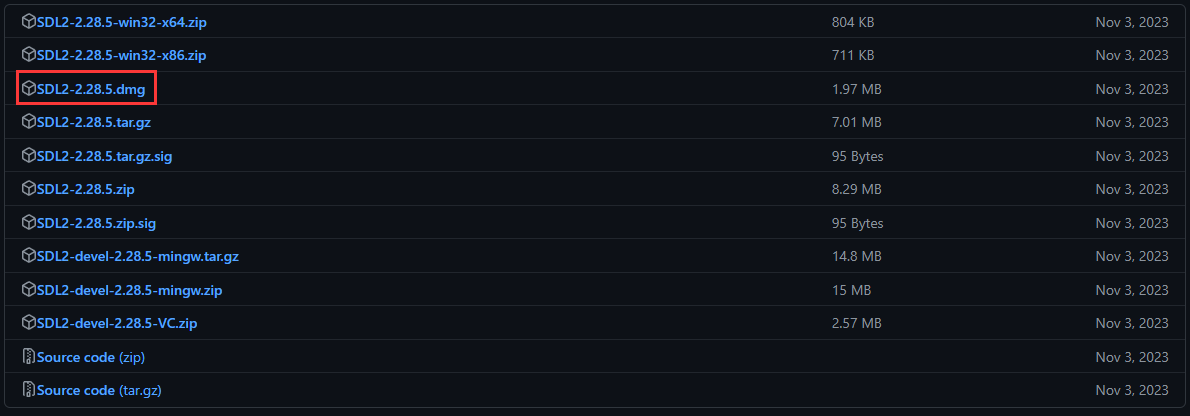 SDL2-2.28.5-win32-x64.zip 804 KB Nov 3, 2023
SDL2-2.28.5-win32-x86.zip 711 KB Nov 3, 2023
SDL2-2.28.5.dmg 1.97 MB Nov 3, 2023
SDL2-2.28.5.tar.gz 7.01 MB Nov 3, 2023
SDL2-2.28.5.tar.gz.sig 95 Bytes Nov 3, 2023
SDL2-2.28.5.zip 8.29 MB Nov 3, 2023
SDL2-2.28.5.zip.sig 95 Bytes Nov 3, 2023
SDL2-devel-2.28.5-mingw.tar.gz 14.8 MB Nov 3, 2023
SDL2-devel-2.28.5-mingw.zip 15 MB Nov 3, 2023
SDL2-devel-2.28.5-VC.zip 2.57 MB Nov 3, 2023
Source code (zip) Nov 3, 2023
Source code (tar.gz) Nov 3, 2023